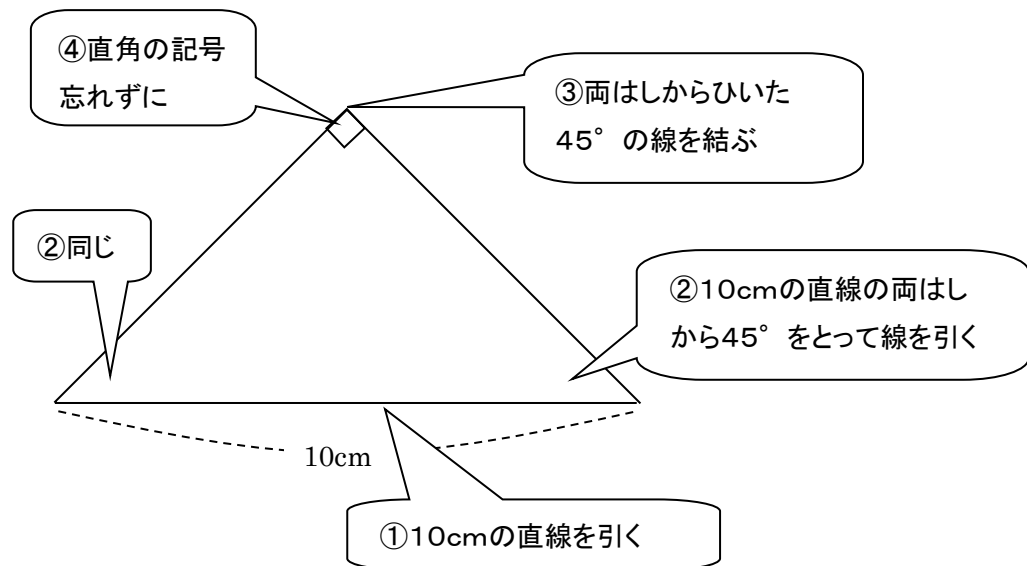 ④直角の記号
忘れずに
③両はしからひいた
45°の線を結ぶ
②同じ
②10cmの直線の両はし
から45°をとって線を引く
10cm
①10cmの直線を引く